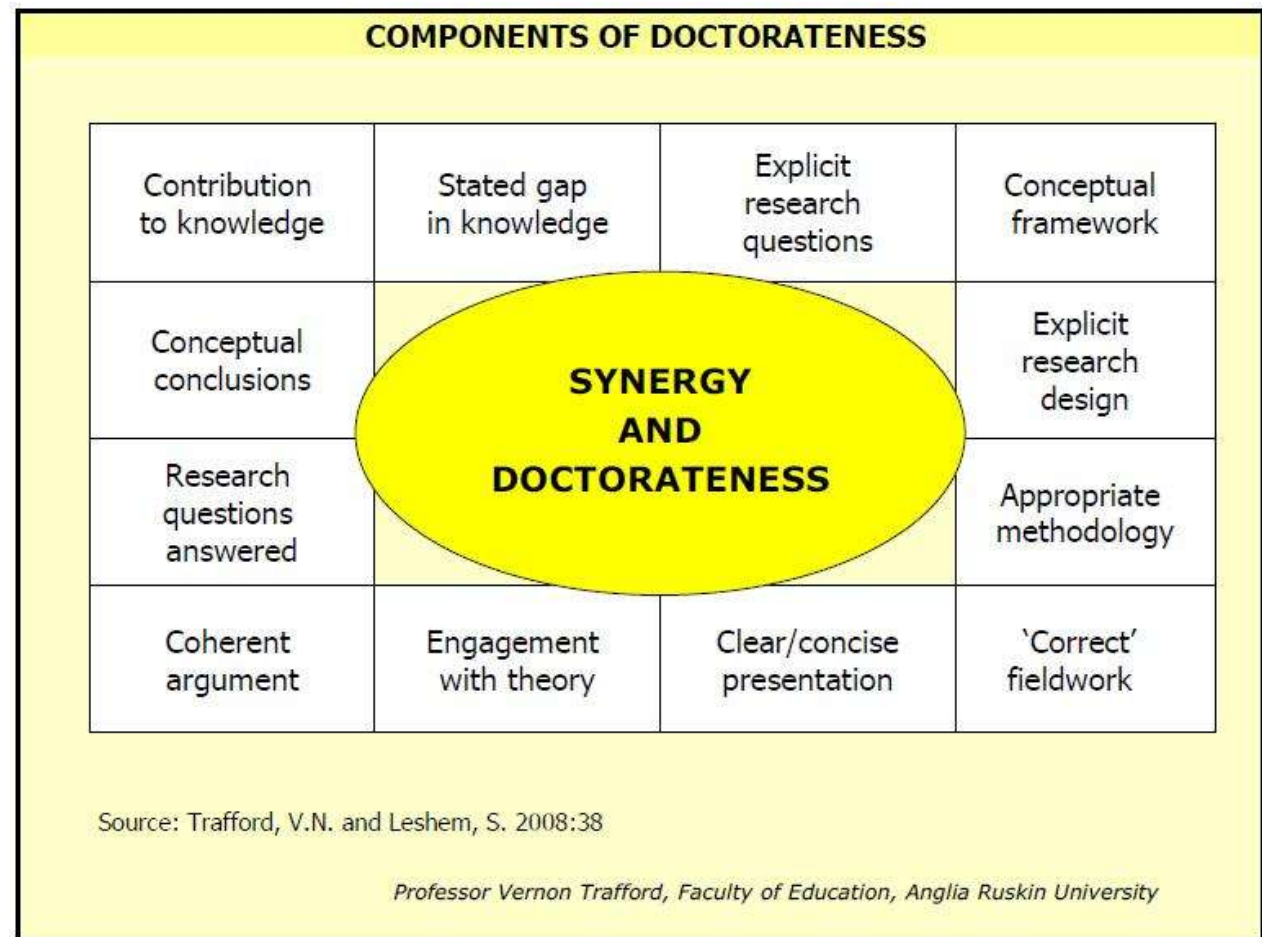 COMPONENTS OF DOCTORATENESS
Contribution
to knowledge
Stated gap
in knowledge
Explicit
research
questions
Conceptual
framework
Conceptual
conclusions
SYNERGY
AND
DOCTORATENESS
Explicit
research
design
Research
questions
answered
Appropriate
methodology
Coherent
argument
Engagement
with theory
Clear/concise
presentation
‘Correct’
fieldwork
Source: Trafford, V.N. and Leshem, S. 2008:38
Professor Vernon Trafford, Faculty of Education, Anglia Ruskin University